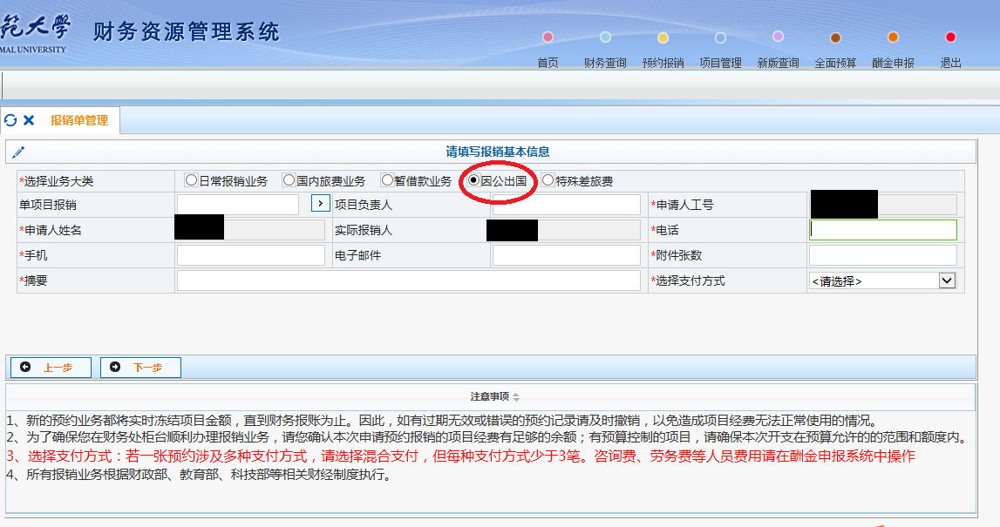 范大學
MAL UNIVERSITY
财务资源管理系统
首页 财务查询 预约报销 项目管理 新版查询 全面预算 酬金申报 退出
报销单管理
请填写报销基本信息
*选择业务大类 日常报销业务 国内旅费业务 暂借款业务 因公出国 特殊差旅费
单项目报销 > 项目负责人 *申请人工号
*申请人姓名 实际报销人 *电话
*手机 电子邮件 *附件张数
*摘要 *选择支付方式 <请选择>
上一步 下一步
注意事项
1、新的预约业务都将实时冻结项目金额，直到财务报账为止。因此，如有过期无效或错误的预约记录请及时撤销，以免造成项目经费无法正常使用的情况。
2、为了确保您在财务处柜台顺利办理报销业务，请您确认本次申请预约报销的项目经费有足够的余额；有预算控制的项目，请确保本次开支在预算允许的的范围和额度内。
3、选择支付方式：若一张预约涉及多种支付方式，请选择混合支付，但每种支付方式少于3笔。咨询费、劳务费等人员费用请在酬金申报系统中操作
4、所有报销业务根据财政部、教育部、科技部等相关财经制度执行。